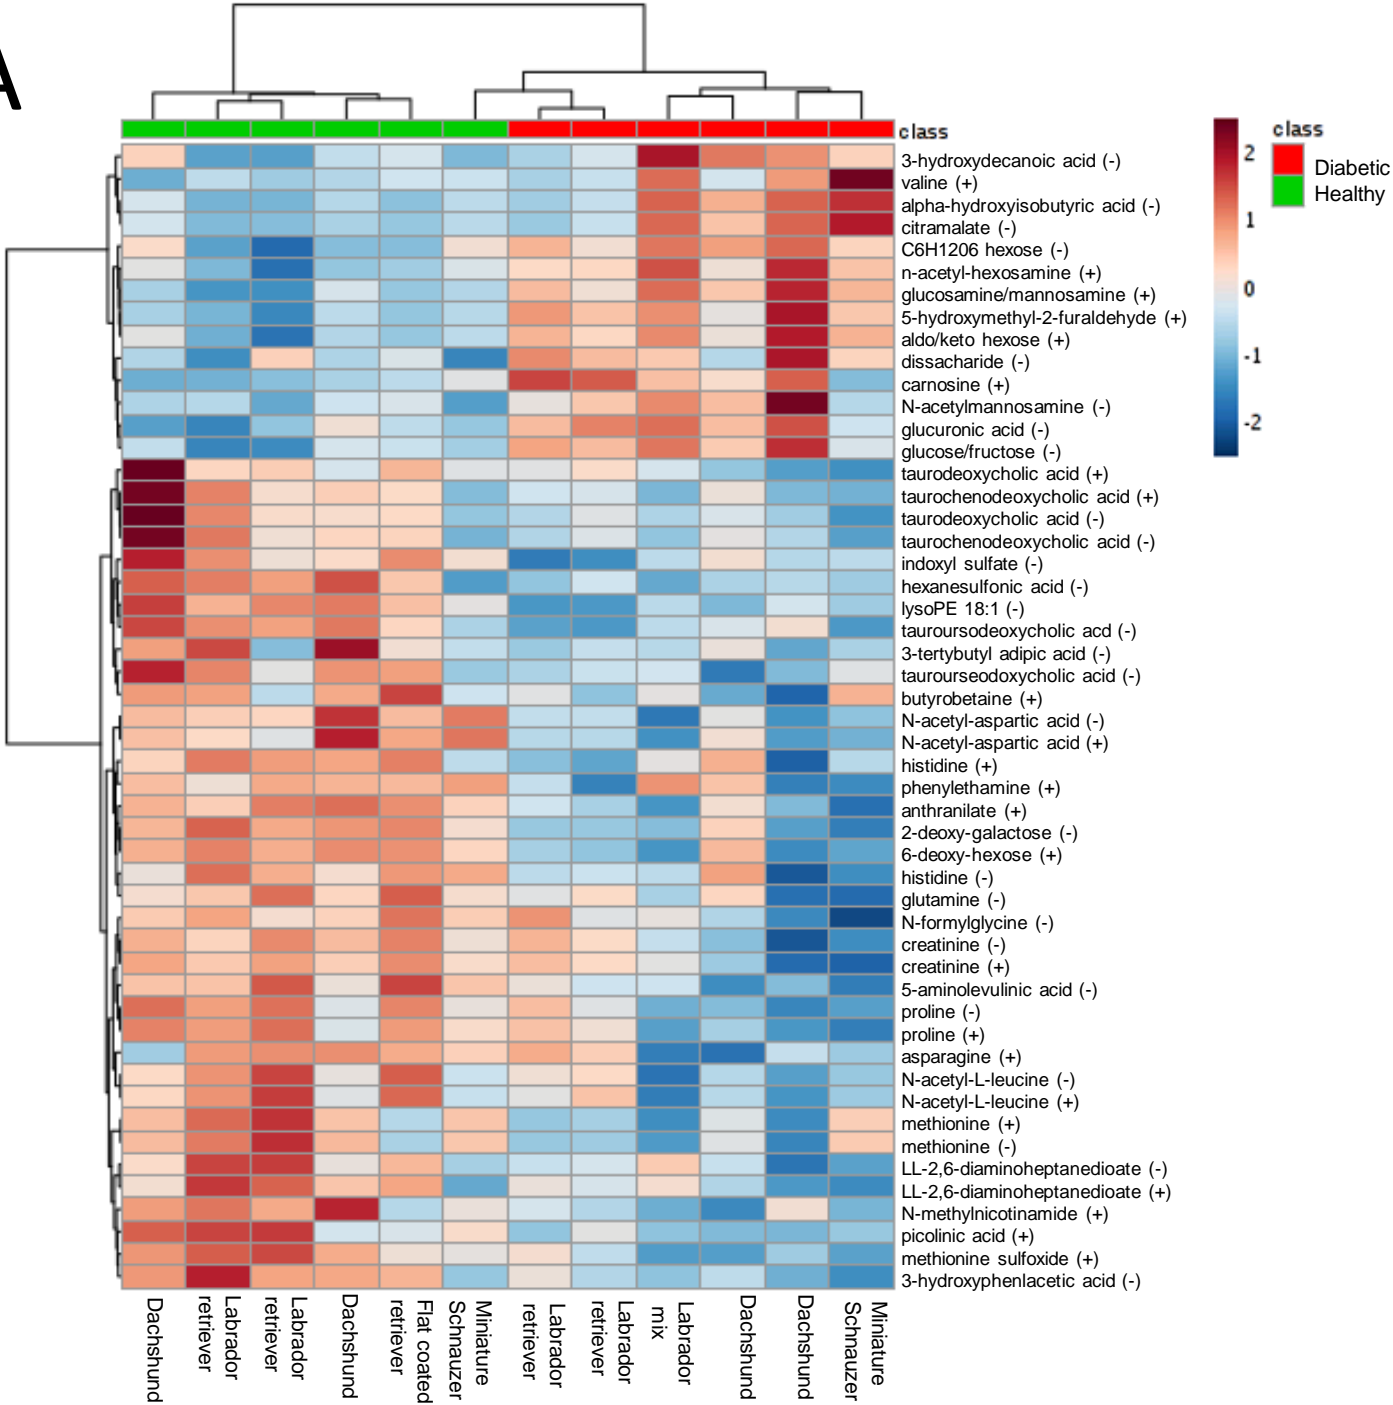 A
class
3-hydroxydecanoic acid (-)
valine (+)
alpha-hydroxyisobutyric acid (-)
citramalate (-)
C6H1206 hexose (-)
n-acetyl-hexosamine (+)
glucosamine/mannosamine (+)
5-hydroxymethyl-2-furaldehyde (+)
aldo/keto hexose (+)
dissacharide (-)
carnosine (+)
N-acetylmannosamine (-)
glucuronic acid (-)
glucose/fructose (-)
taurodeoxycholic acid (+)
taurochenodeoxycholic acid (+)
taurodeoxycholic acid (-)
taurochenodeoxycholic acid (-)
indoxyl sulfate (-)
hexanesulfonic acid (-)
lysoPE 18:1 (-)
tauroursodeoxycholic acd (-)
3-tertybutyl adipic acid (-)
taurourseodoxycholic acid (-)
butyrobetaine (+)
N-acetyl-aspartic acid (-)
N-acetyl-aspartic acid (+)
histidine (+)
phenylethamine (+)
anthranilate (+)
2-deoxy-galactose (-)
6-deoxy-hexose (+)
histidine (-)
glutamine (-)
N-formylglycine (-)
creatinine (-)
creatinine (+)
5-aminolevulinic acid (-)
proline (-)
proline (+)
asparagine (+)
N-acetyl-L-leucine (-)
N-acetyl-L-leucine (+)
methionine (+)
methionine (-)
LL-2,6-diaminoheptanedioate (-)
LL-2,6-diaminoheptanedioate (+)
N-methylnicotinamide (+)
picolinic acid (+)
methionine sulfoxide (+)
3-hydroxyphenlacetic acid (-)
2
1
0
-1
-2
class
Diabetic
Healthy
Dachshund
Labrador
retriever
Labrador
retriever
Dachshund
Flat coated
retriever
Miniature
Schnauzer
Labrador
retriever
Labrador
retriever
Labrador
mix
Dachshund
Dachshund
Miniature
Schnauzer